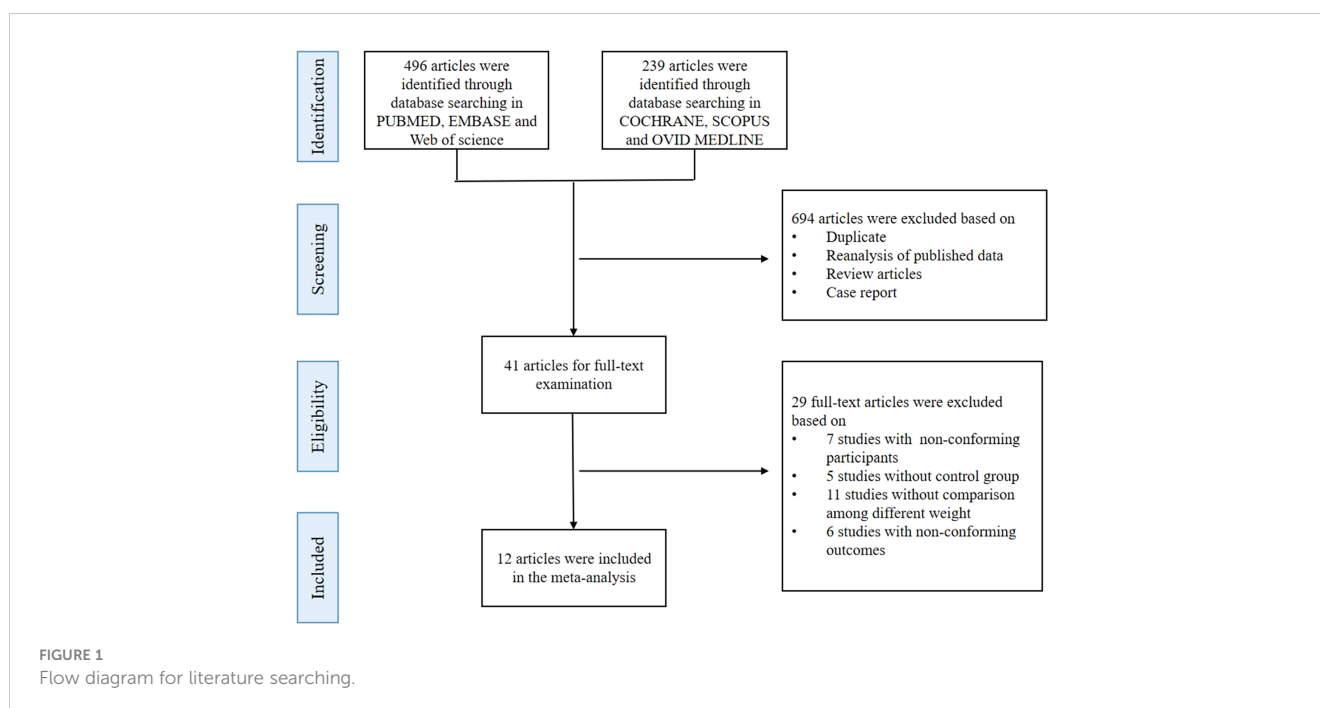 Identification
496 articles were
identified through
database searching in
PUBMED, EMBASE and
Web of science
239 articles were
identified through
database searching in
COCHRANE, SCOPUS
and OVID MEDLINE
Screening
694 articles were excluded based on
• Duplicate
• Reanalysis of published data
• Review articles
• Case report
Eligibility
41 articles for full-text
examination
29 full-text articles were excluded
based on
• 7 studies with non-conforming
participants
• 5 studies without control group
• 11 studies without comparison
among different weight
• 6 studies with non-conforming
outcomes
Included
12 articles were included
in the meta-analysis
FIGURE 1
Flow diagram for literature searching.